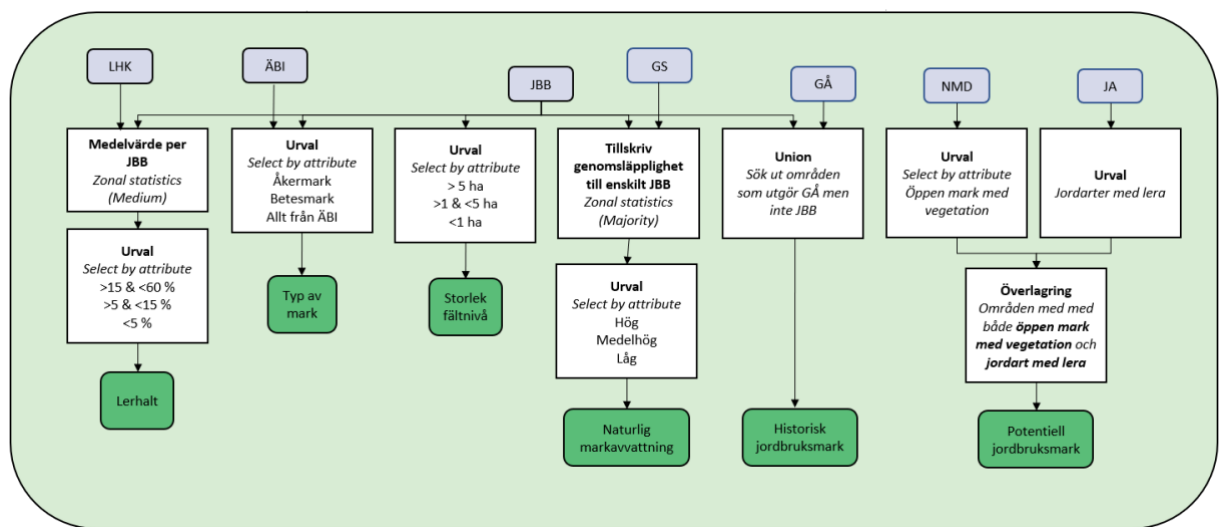 LHK
ÄBI
JBB
GS
GÅ
NMD
JA
Medelvärde per
JBB
Zonal statistics
(Medium)
Urval
Select by attribute
Åkermark
Betesmark
Allt från ÄBI
Urval
Select by attribute
> 5 ha
>1 & <5 ha
<1 ha
Tillskriv
genomsläpplighet
till enskilt JBB
Zonal statistics
(Majority)
Union
Sök ut områden
som utgör GÅ men
inte JBB
Urval
Select by attribute
Öppen mark med
vegetation
Urval
Jordarter med lera
Urval
Select by attribute
>15 & <60 %
>5 & <15 %
<5 %
Typ av
mark
Storlek
fältnivå
Urval
Select by attribute
Hög
Medelhög
Låg
Överlagring
Områden med med
både öppen mark
med vegetation och
jordart med lera
Lerhalt
Naturlig
markavvattning
Historisk
jordbruksmark
Potentiell
jordbruksmark